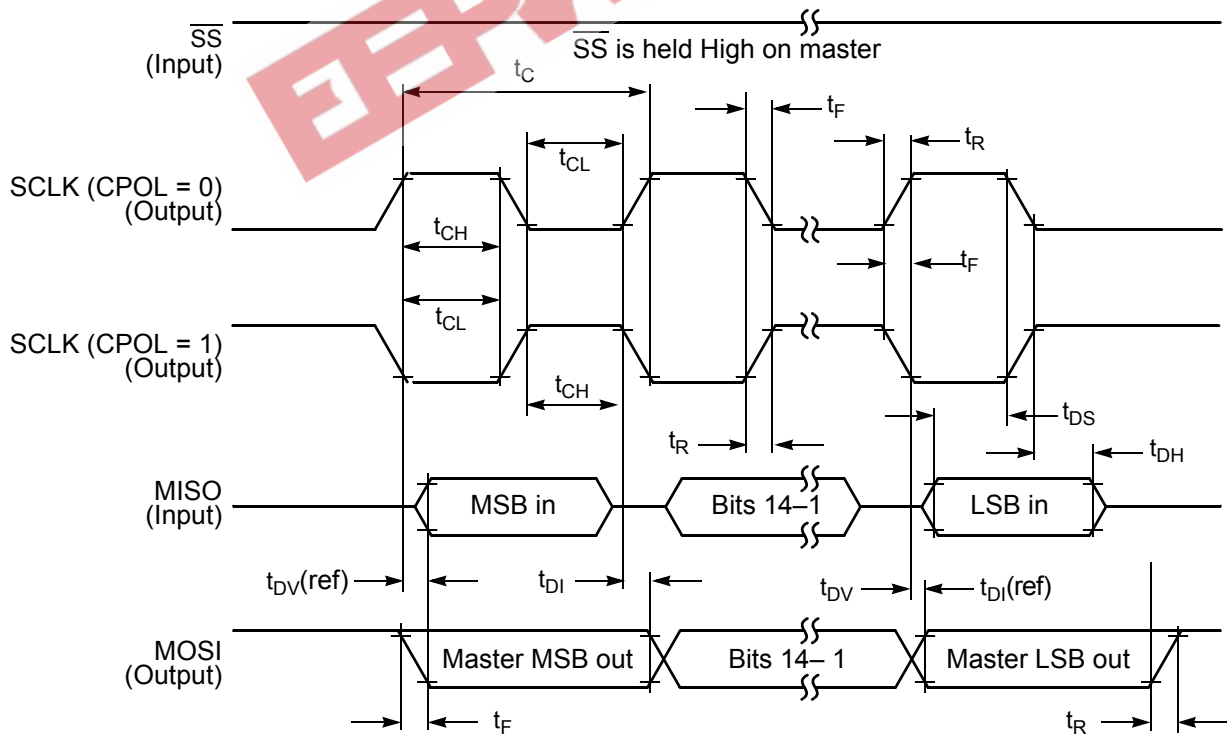 SS
(Input)
SS is held High on master
tC
tF
tR
tCL
SCLK (CPOL = 0)
(Output)
tCH
tF
tCL
SCLK (CPOL = 1)
(Output)
tCH
tDS
tR
tDH
MISO
(Input)
MSB in
Bits 14–1
LSB in
tDV(ref)
tDI
tDV
tDI(ref)
MOSI
(Output)
Master MSB out
Bits 14– 1
Master LSB out
tF
tR